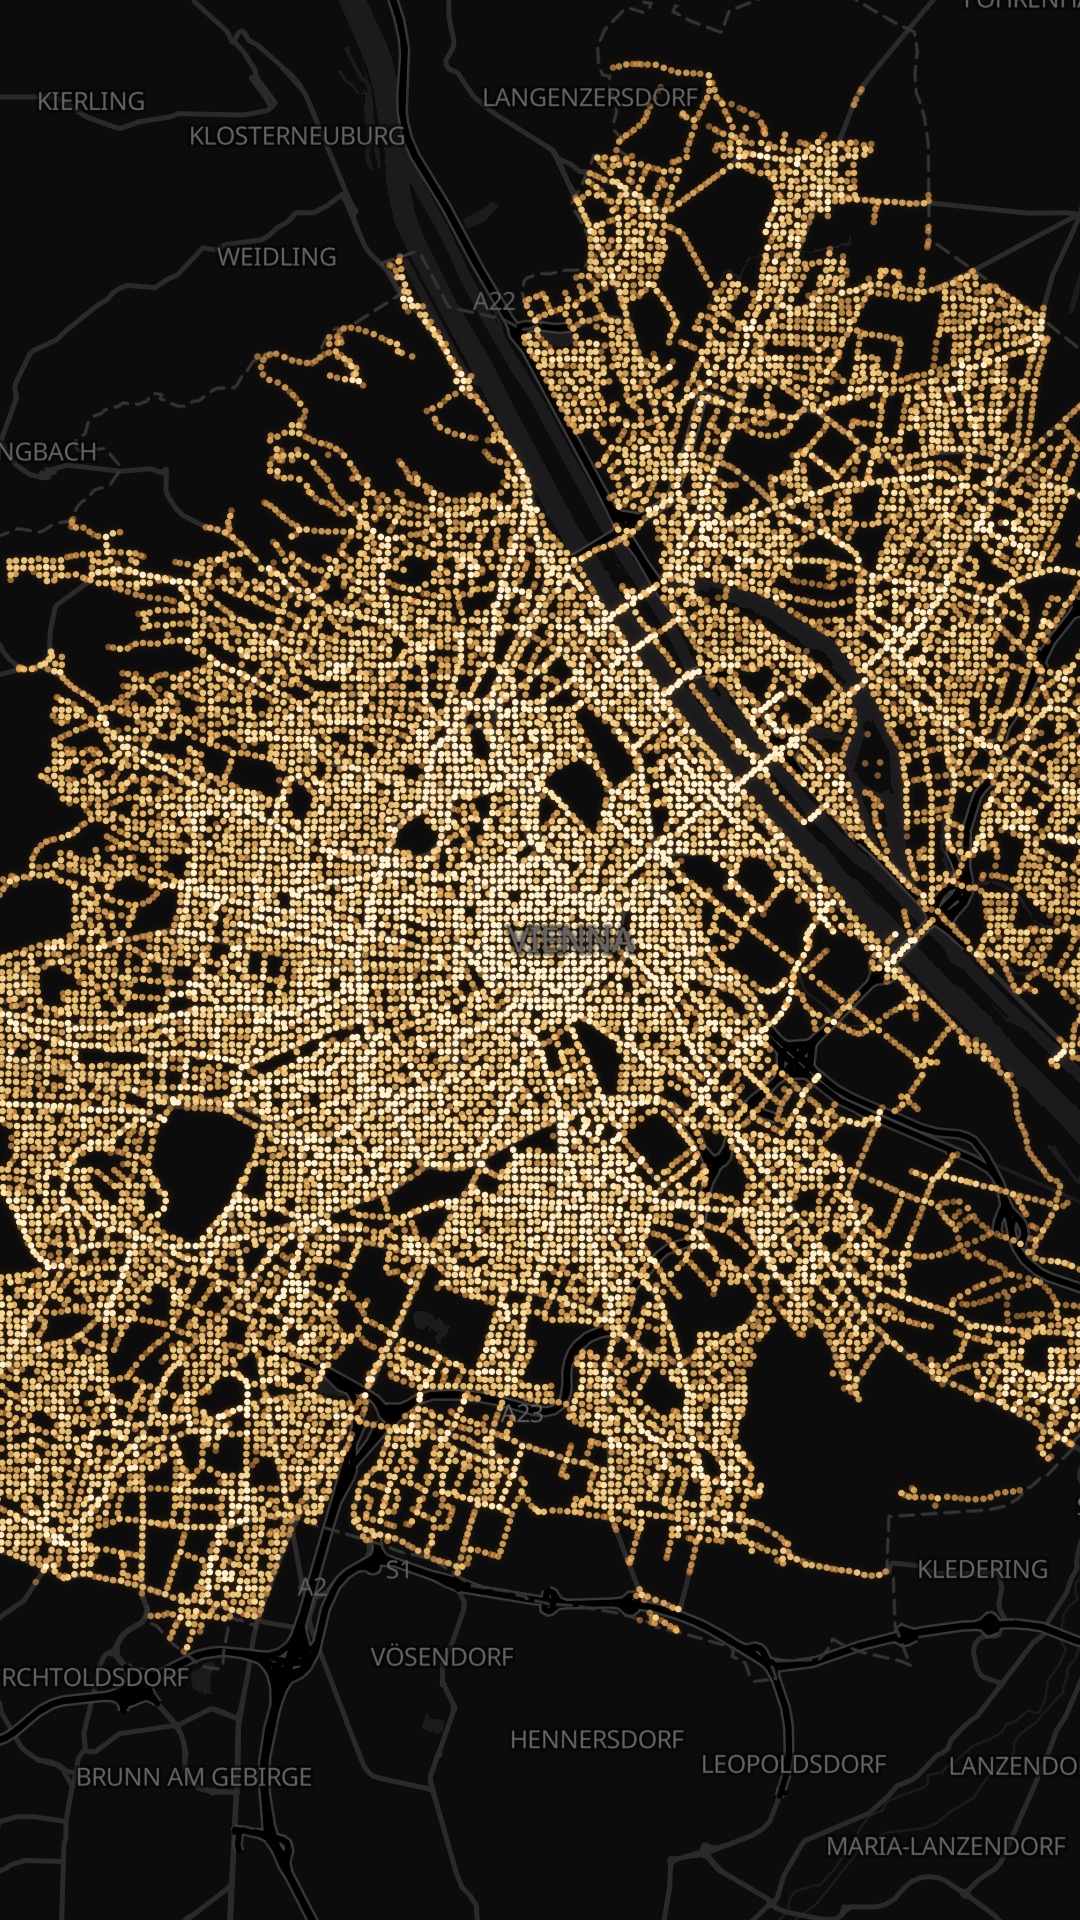 KIERLING
LANGENZERSDORF
KLOSTERNEUBURG
WEIDLING
A22
NGBACH
VIENNA
A23
S1
A2
KLEDERING
VÖSENDORF
RCHTOLDSDORF
HENNERSDORF
LEOPOLDSDORF
LANZENDO
BRUNN AM GEBIRGE
MARIA-LANZENDORF